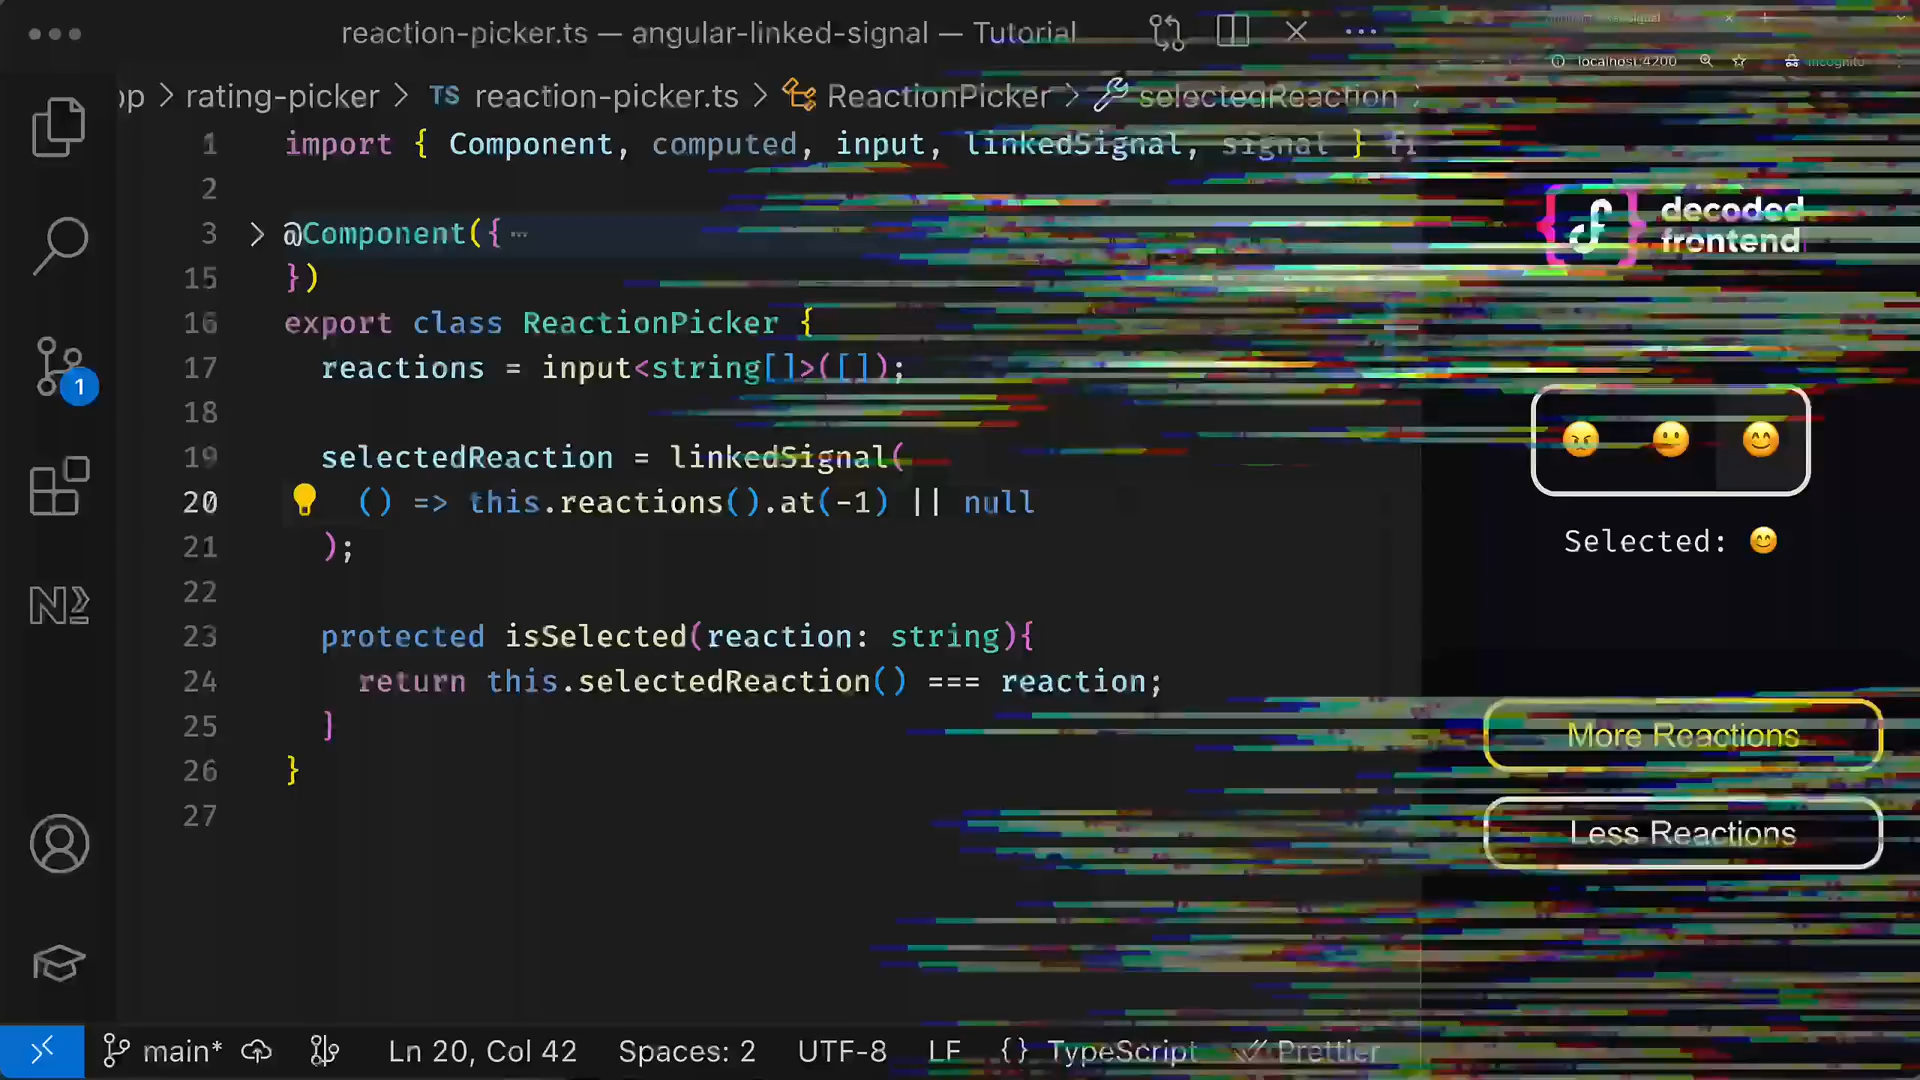 reaction-picker.ts — angular-linked-signal — Tutorial
localhost:4200
Incognito
op > rating-picker > TS reaction-picker.ts > ReactionPicker > selectedReaction
1 import { Component, computed, input, linkedSignal, signal }
2
3 @Component({
15 })
16 export class ReactionPicker {
17 reactions = input<string[]>([]);
18
19 selectedReaction = linkedSignal(
20 () => this.reactions().at(-1) || null
21 );
22
23 protected isSelected(reaction: string){
24 return this.selectedReaction() === reaction;
25 }
26 }
27
1
decoded
frontend
Selected: 😊
More Reactions
Less Reactions
main* Ln 20, Col 42 Spaces: 2 UTF-8 LF {} TypeScript Prettier